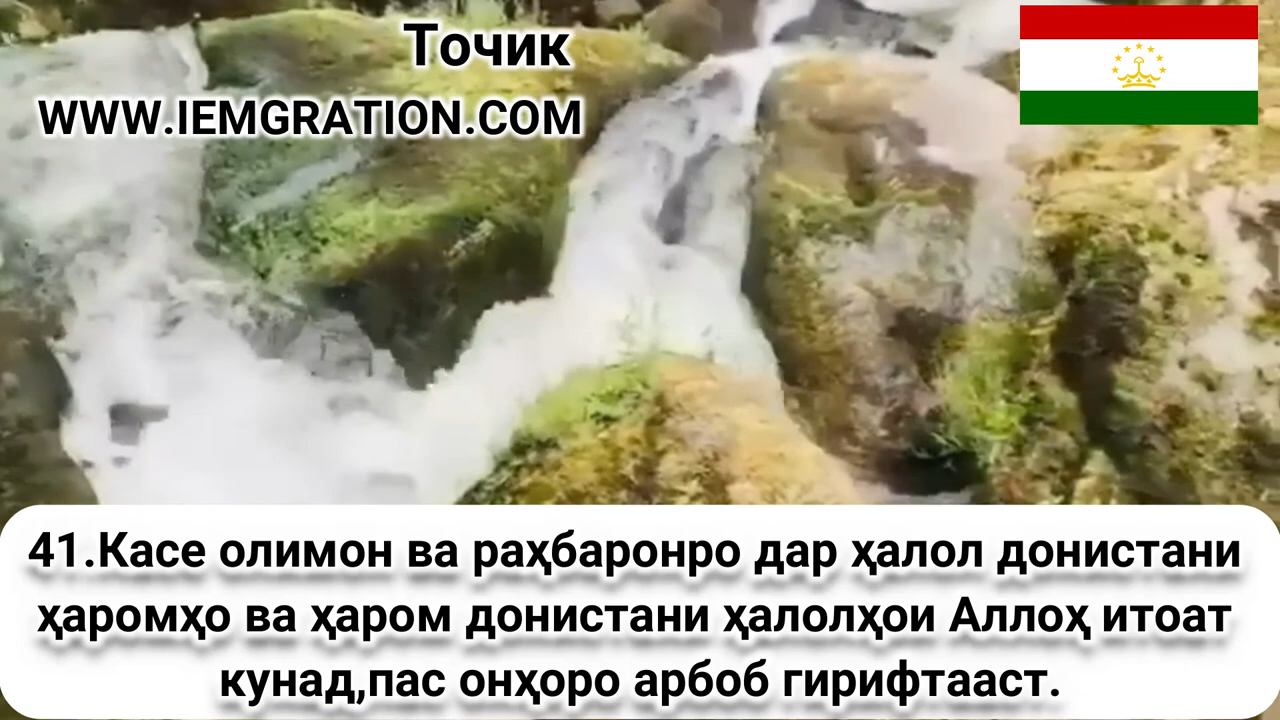 Точик
WWW.IEMGRATION.COM
41.Касе олимон ва раҳбаронро дар ҳалол донистани
ҳаромҳо ва ҳаром донистани ҳалолҳои Аллоҳ итоат
кунад,пас онҳоро арбоб гирифтааст.